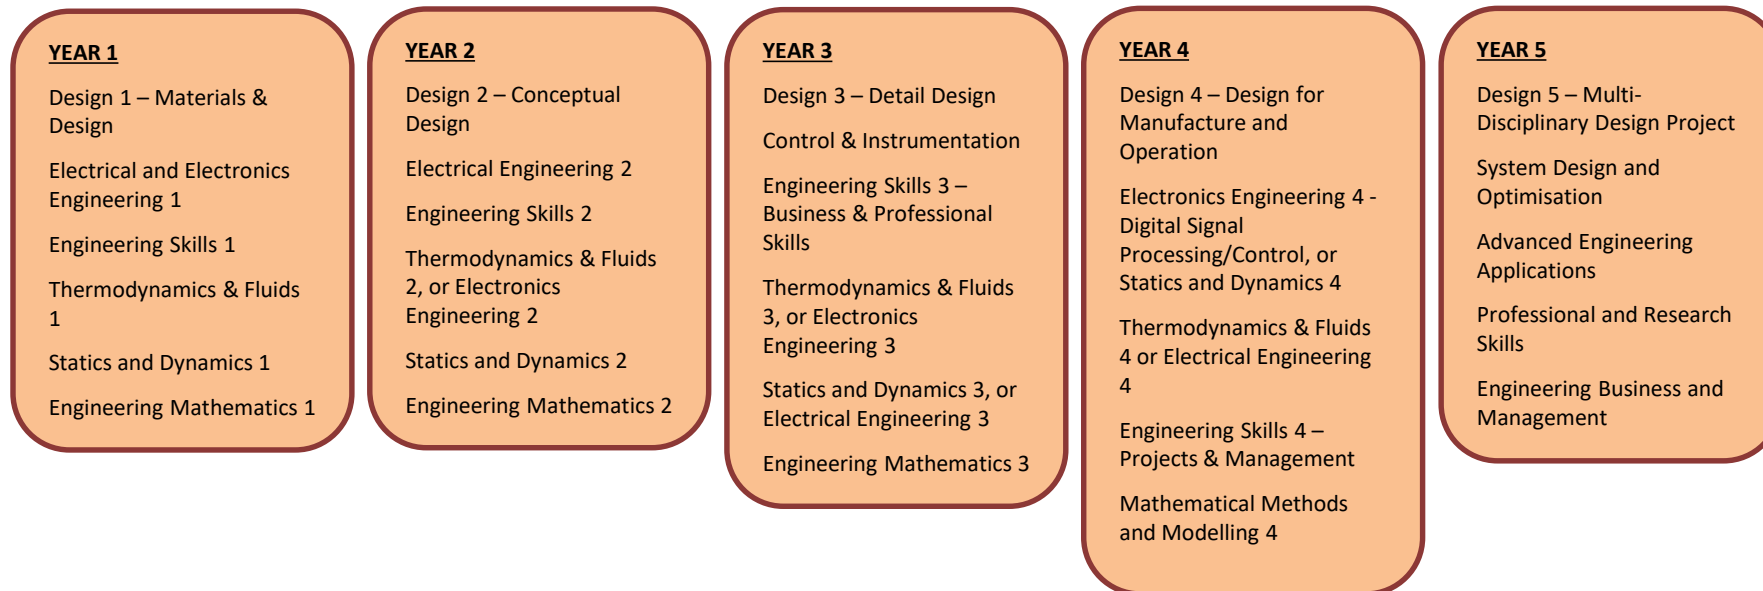 YEAR 1
Design 1 – Materials &
Design
Electrical and Electronics
Engineering 1
Engineering Skills 1
Thermodynamics & Fluids
1
Statics and Dynamics 1
Engineering Mathematics 1
YEAR 2
Design 2 – Conceptual
Design
Electrical Engineering 2
Engineering Skills 2
Thermodynamics & Fluids
2, or Electronics
Engineering 2
Statics and Dynamics 2
Engineering Mathematics 2
YEAR 3
Design 3 – Detail Design
Control & Instrumentation
Engineering Skills 3 –
Business & Professional
Skills
Thermodynamics & Fluids
3, or Electronics
Engineering 3
Statics and Dynamics 3, or
Electrical Engineering 3
Engineering Mathematics 3
YEAR 4
Design 4 – Design for
Manufacture and
Operation
Electronics Engineering 4 -
Digital Signal
Processing/Control, or
Statics and Dynamics 4
Thermodynamics & Fluids
4 or Electrical Engineering
4
Engineering Skills 4 –
Projects & Management
Mathematical Methods
and Modelling 4
YEAR 5
Design 5 – Multi-
Disciplinary Design Project
System Design and
Optimisation
Advanced Engineering
Applications
Professional and Research
Skills
Engineering Business and
Management